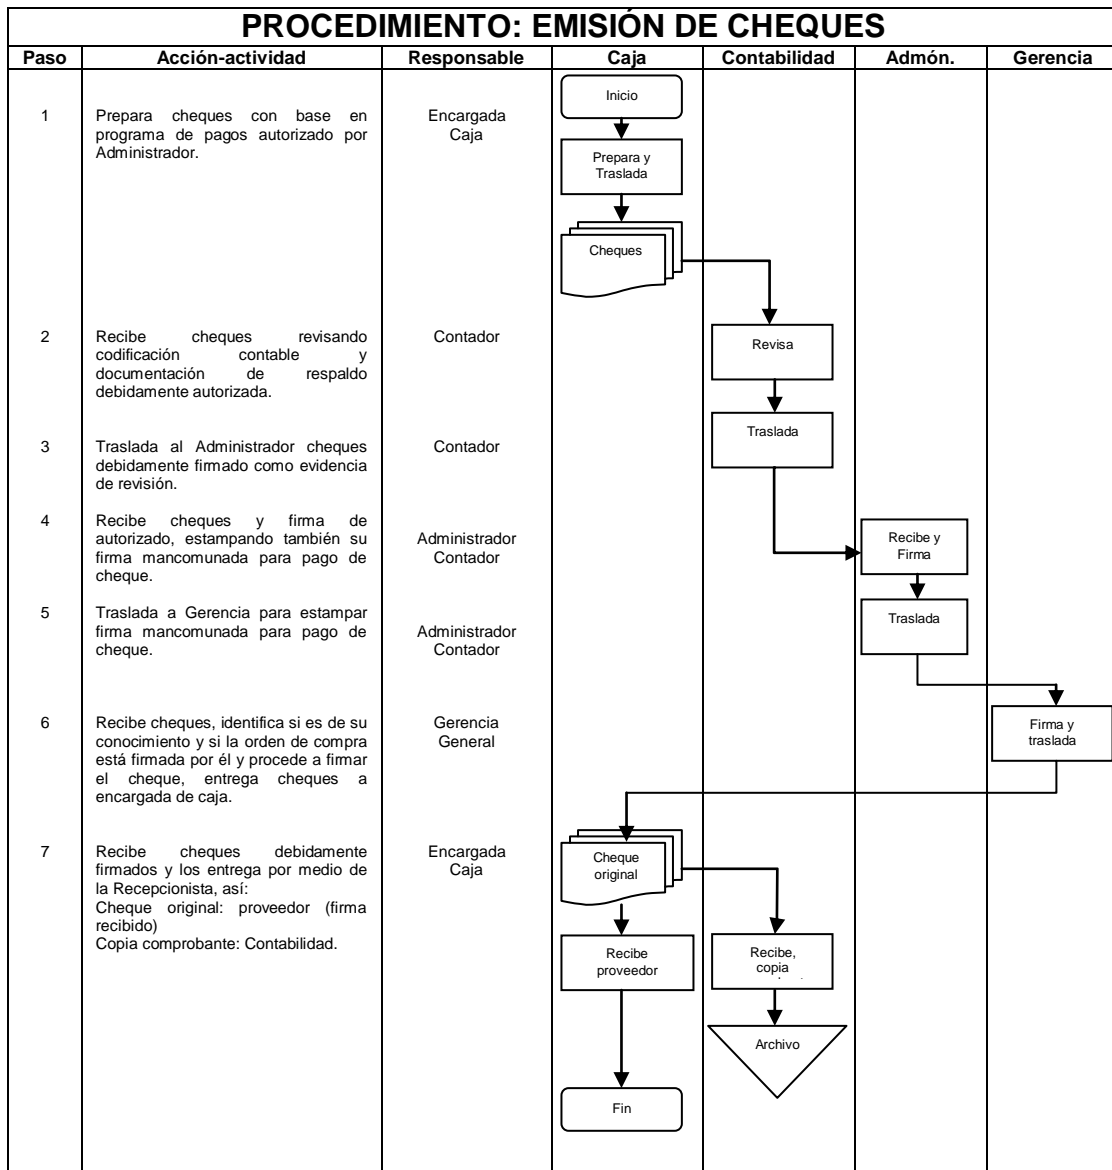 PROCEDIMIENTO: EMISIÓN DE CHEQUES
Paso Acción-actividad Responsable Caja Contabilidad Admón. Gerencia
Inicio
1 Prepara cheques con base en Encargada
programa de pagos autorizado por Caja
Administrador.
Prepara y
Traslada
Cheques
2 Recibe cheques revisando Contador
codificación contable y
documentación de respaldo
debidamente autorizada.
Revisa
Traslada
3 Traslada al Administrador cheques Contador
debidamente firmado como evidencia
de revisión.
4 Recibe cheques y firma de
autorizado, estampando también su Administrador
firma mancomunada para pago de Contador
cheque.
Recibe y
Firma
5 Traslada a Gerencia para estampar
firma mancomunada para pago de Administrador
cheque. Contador
Traslada
6 Recibe cheques, identifica si es de su Gerencia
conocimiento y si la orden de compra General
está firmada por él y procede a firmar
el cheque, entrega cheques a
encargada de caja.
Firma y
traslada
7 Recibe cheques debidamente Encargada
firmados y los entrega por medio de Caja
la Recepcionista, así:
Cheque original: proveedor (firma
recibido)
Copia comprobante: Contabilidad.
Cheque
original
Recibe
proveedor
Recibe,
copia
Archivo
Fin